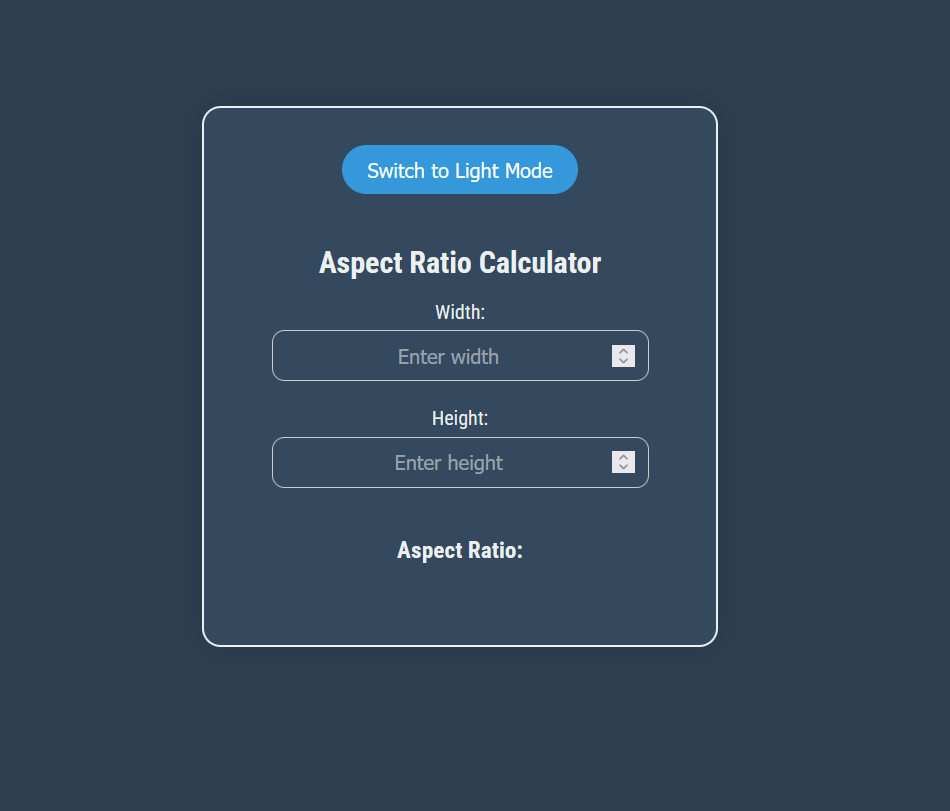 Switch to Light Mode
Aspect Ratio Calculator
Width:
Enter width
Height:
Enter height
Aspect Ratio: